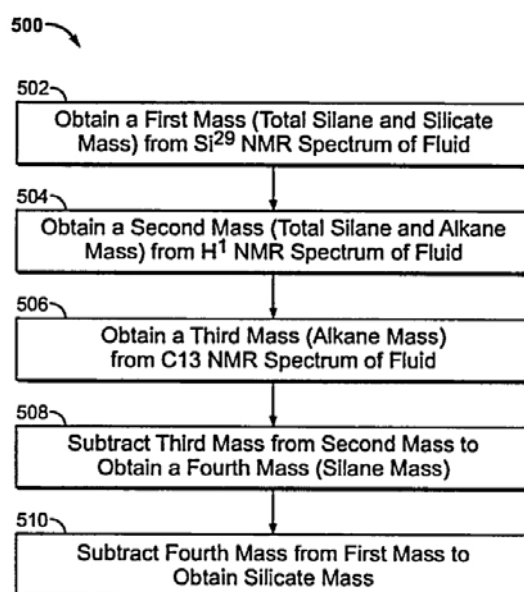 500
502
Obtain a First Mass (Total Silane and Silicate
Mass) from Si²⁹ NMR Spectrum of Fluid
504
Obtain a Second Mass (Total Silane and Alkane
Mass) from H¹ NMR Spectrum of Fluid
506
Obtain a Third Mass (Alkane Mass)
from C13 NMR Spectrum of Fluid
508
Subtract Third Mass from Second Mass to
Obtain a Fourth Mass (Silane Mass)
510
Subtract Fourth Mass from First Mass to
Obtain Silicate Mass